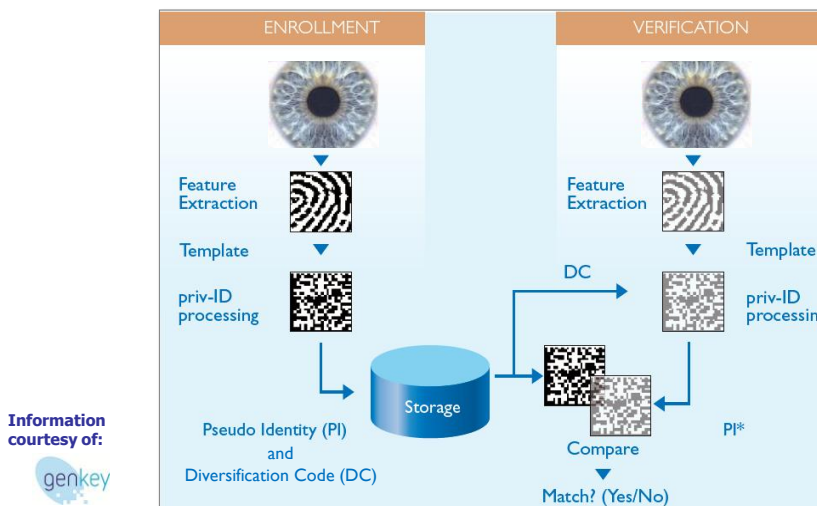 ENROLLMENT
VERIFICATION
Feature
Extraction
Feature
Extraction
Template
Template
DC
priv-ID
processing
priv-ID
processin
Storage
Pseudo Identity (PI)
and
Diversification Code (DC)
PI*
Compare
Match? (Yes/No)
Information
courtesy of:
genkey